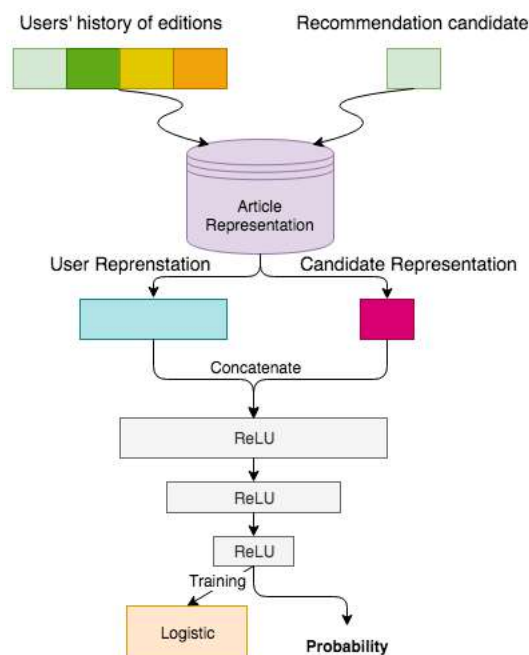 Users' history of editions
Recommendation candidate
Article
Representation
User Reprenstation
Candidate Representation
Concatenate
ReLU
ReLU
ReLU
Training
Logistic
Probability